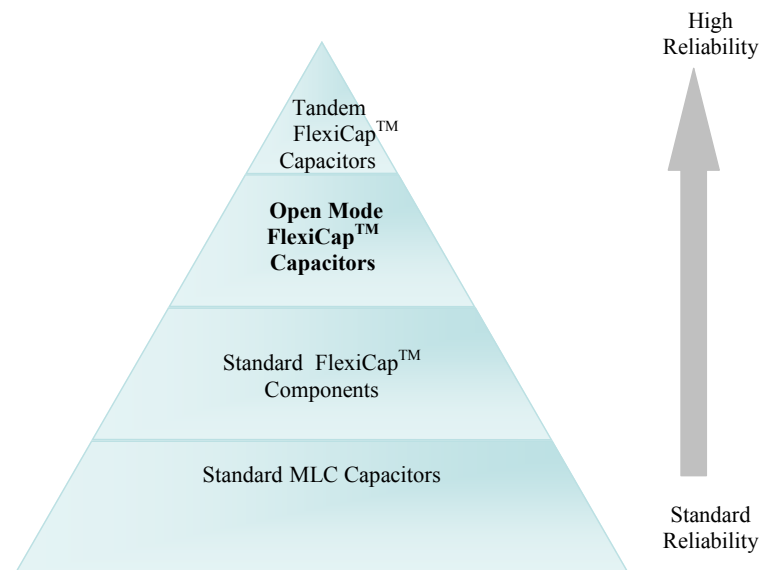 High
Reliability
Tandem
FlexiCap™
Capacitors
Open Mode
FlexiCap™
Capacitors
Standard FlexiCap™
Components
Standard MLC Capacitors
Standard
Reliability